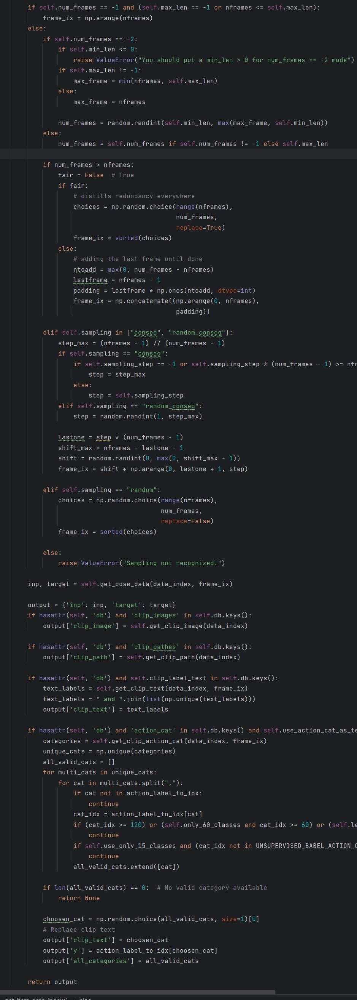 if self.num_frames == -1 and (self.max_len == -1 or nframes <= self.max_len):
    frame_ix = np.arange(nframes)
else:
    if self.num_frames == -2:
        if self.min_len <= 0:
            raise ValueError("You should put a min_len > 0 for num_frames == -2 mode")
        if self.max_len != -1:
            max_frame = min(nframes, self.max_len)
        else:
            max_frame = nframes

        num_frames = random.randint(self.min_len, max(max_frame, self.min_len))
    else:
        num_frames = self.num_frames if self.num_frames != -1 else self.max_len

    if num_frames > nframes:
        fair = False  # True
        if fair:
            # distills redundancy everywhere
            choices = np.random.choice(range(nframes),
                                       num_frames,
                                       replace=True)
            frame_ix = sorted(choices)
        else:
            # adding the last frame until done
            ntoadd = max(0, num_frames - nframes)
            lastframe = nframes - 1
            padding = lastframe * np.ones(ntoadd, dtype=int)
            frame_ix = np.concatenate((np.arange(0, nframes),
                                       padding))

    elif self.sampling in ["conseq", "random_conseq"]:
        step_max = (nframes - 1) // (num_frames - 1)
        if self.sampling == "conseq":
            if self.sampling_step == -1 or self.sampling_step * (num_frames - 1) >= nfr
                step = step_max
            else:
                step = self.sampling_step
        elif self.sampling == "random_conseq":
            step = random.randint(1, step_max)

        lastone = step * (num_frames - 1)
        shift_max = nframes - lastone - 1
        shift = random.randint(0, max(0, shift_max - 1))
        frame_ix = shift + np.arange(0, lastone + 1, step)

    elif self.sampling == "random":
        choices = np.random.choice(range(nframes),
                                   num_frames,
                                   replace=False)
        frame_ix = sorted(choices)

    else:
        raise ValueError("Sampling not recognized.")

inp, target = self.get_pose_data(data_index, frame_ix)

output = {'inp': inp, 'target': target}
if hasattr(self, 'db') and 'clip_images' in self.db.keys():
    output['clip_image'] = self.get_clip_image(data_index)

if hasattr(self, 'db') and 'clip_pathes' in self.db.keys():
    output['clip_path'] = self.get_clip_path(data_index)

if hasattr(self, 'db') and self.clip_label_text in self.db.keys():
    text_labels = self.get_clip_text(data_index, frame_ix)
    text_labels = " and ".join(list(np.unique(text_labels)))
    output['clip_text'] = text_labels

if hasattr(self, 'db') and 'action_cat' in self.db.keys() and self.use_action_cat_as_te
    categories = self.get_clip_action_cat(data_index, frame_ix)
    unique_cats = np.unique(categories)
    all_valid_cats = []
    for multi_cats in unique_cats:
        for cat in multi_cats.split(","):
            if cat not in action_label_to_idx:
                continue
            cat_idx = action_label_to_idx[cat]
            if (cat_idx >= 120) or (self.only_60_classes and cat_idx >= 60) or (self.le
                continue
            if self.use_only_15_classes and (cat_idx not in UNSUPERVISED_BABEL_ACTION_C
                continue
            all_valid_cats.extend([cat])

    if len(all_valid_cats) == 0:  # No valid category available
        return None

    choosen_cat = np.random.choice(all_valid_cats, size=1)[0]
    # Replace clip text
    output['clip_text'] = choosen_cat
    output['y'] = action_label_to_idx[choosen_cat]
    output['all_categories'] = all_valid_cats

return output